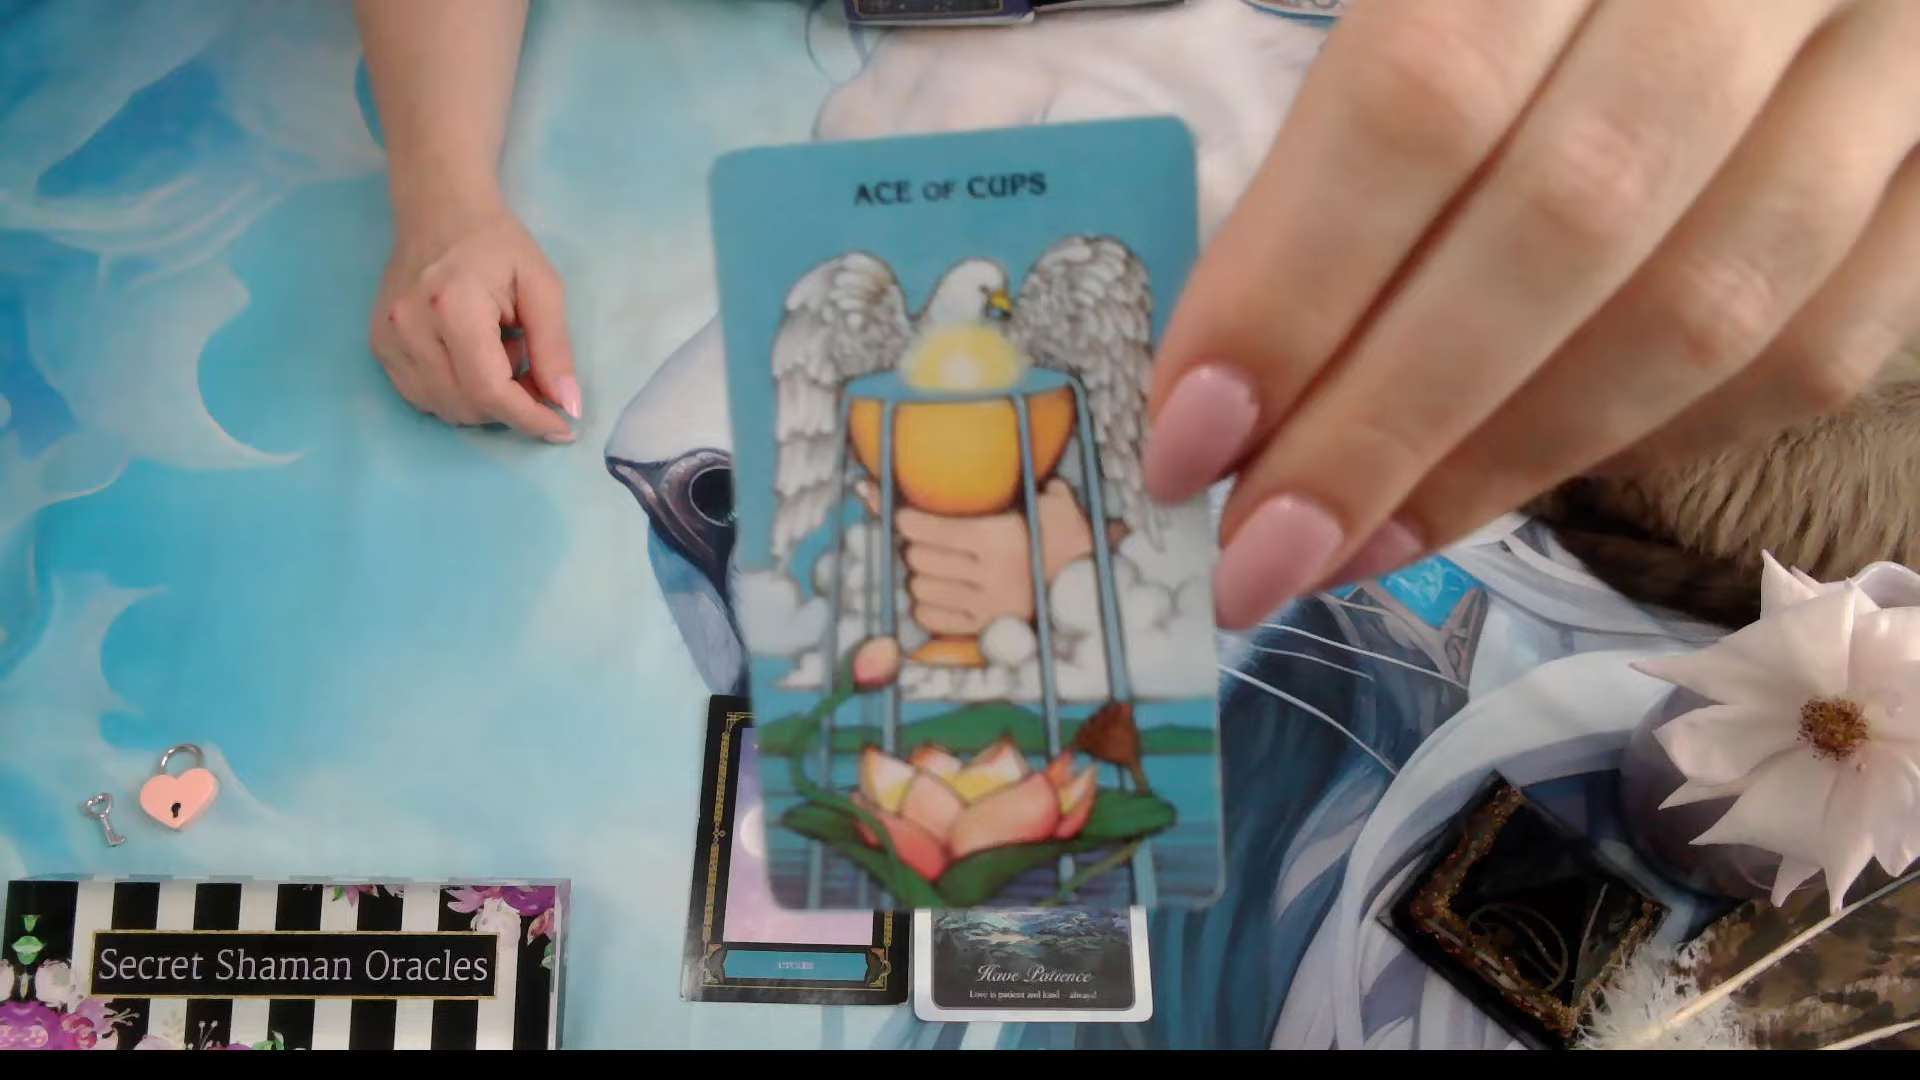 ACE OF CUPS
CYCLES
Have Patience
Love is patient and kind - always!
Secret Shaman Oracles